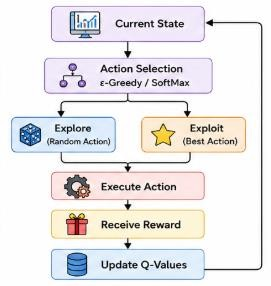 Current State
Action Selection
ε-Greedy / SoftMax
Explore
(Random Action)
Exploit
(Best Action)
Execute Action
Receive Reward
Update Q-Values